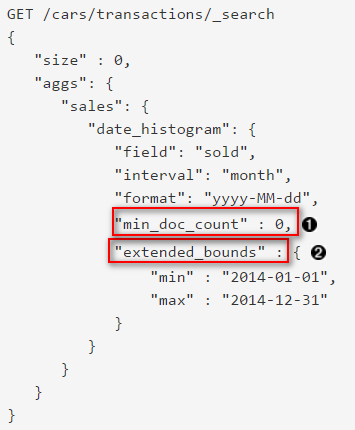 GET /cars/transactions/_search
{
"size" : 0,
"aggs": {
"sales": {
"date_histogram": {
"field": "sold",
"interval": "month",
"format": "yyyy-MM-dd",
"min_doc_count" : 0, ❶
"extended_bounds" : { ❷
"min" : "2014-01-01",
"max" : "2014-12-31"
}
}
}
}
}